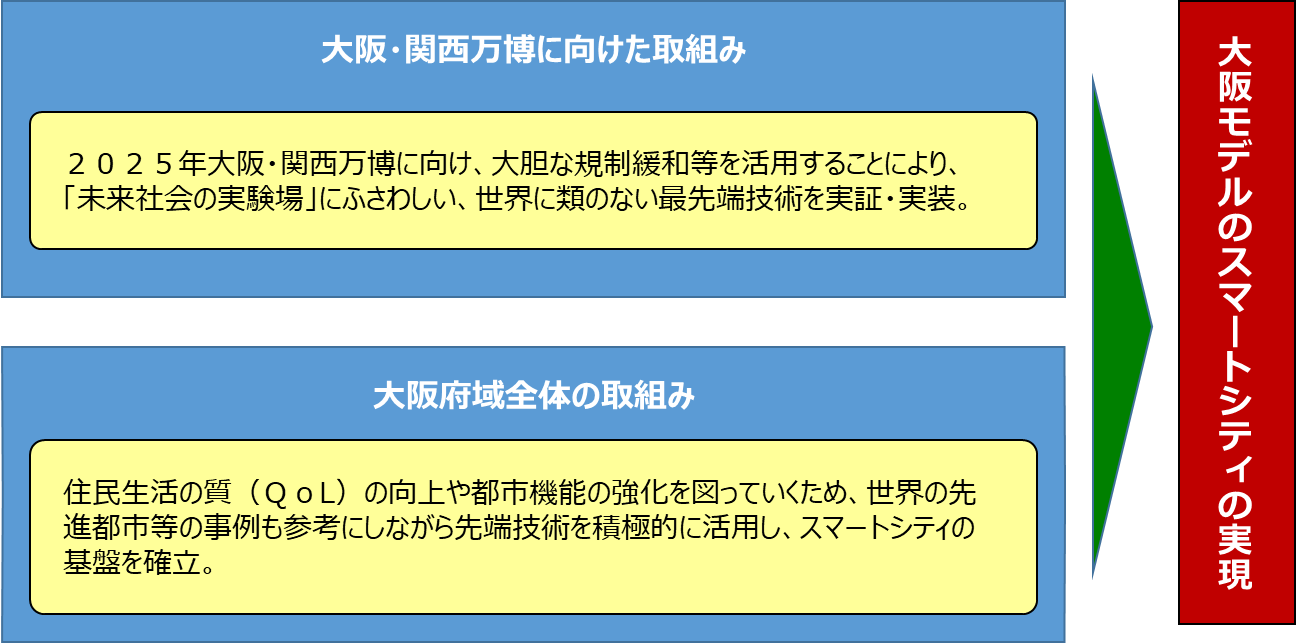 大阪・関西万博に向けた取組み
２０２５年大阪・関西万博に向け、大胆な規制緩和等を活用することにより、
「未来社会の実験場」にふさわしい、世界に類のない最先端技術を実証・実装。
大阪府域全体の取組み
住民生活の質（ＱｏＬ）の向上や都市機能の強化を図っていくため、世界の先
進都市等の事例も参考にしながら先端技術を積極的に活用し、スマートシティの
基盤を確立。
大阪モデルのスマートシティの実現